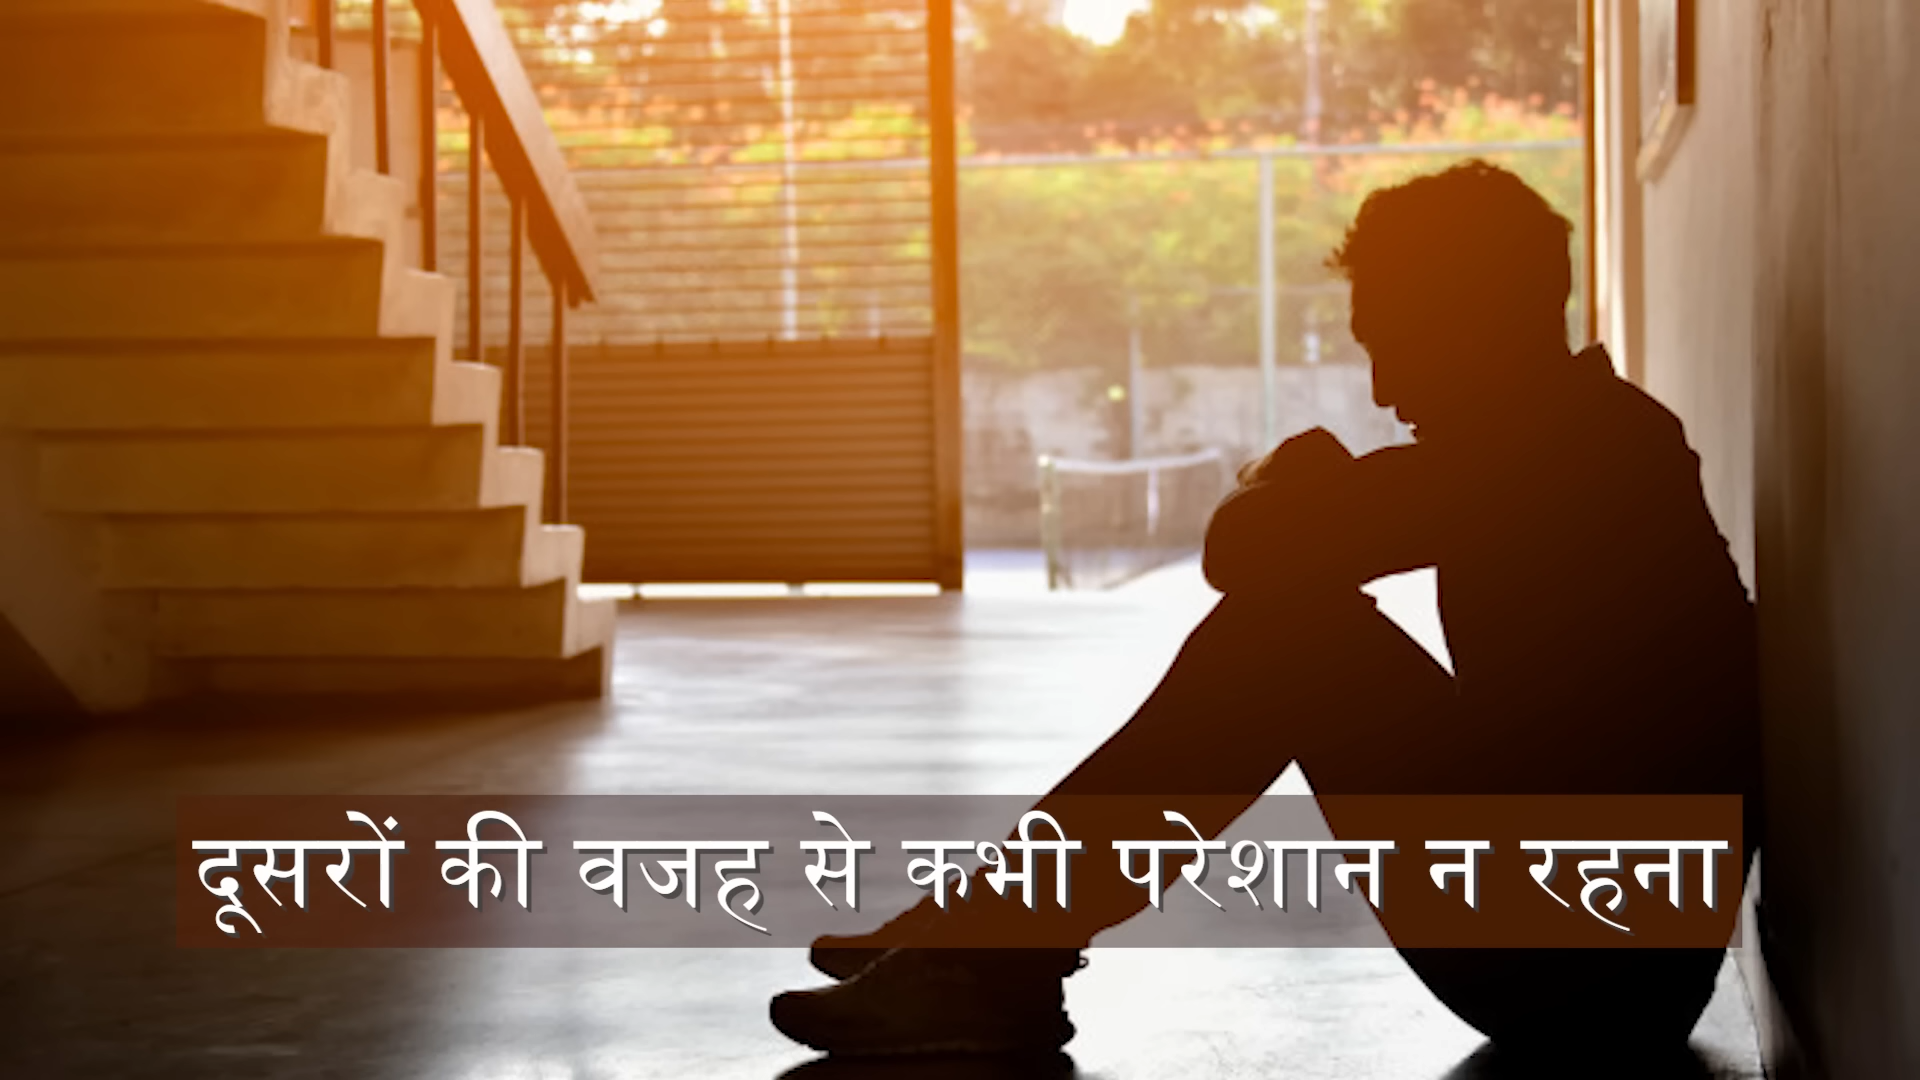 दूसरों की वजह से कभी परेशान न रहना